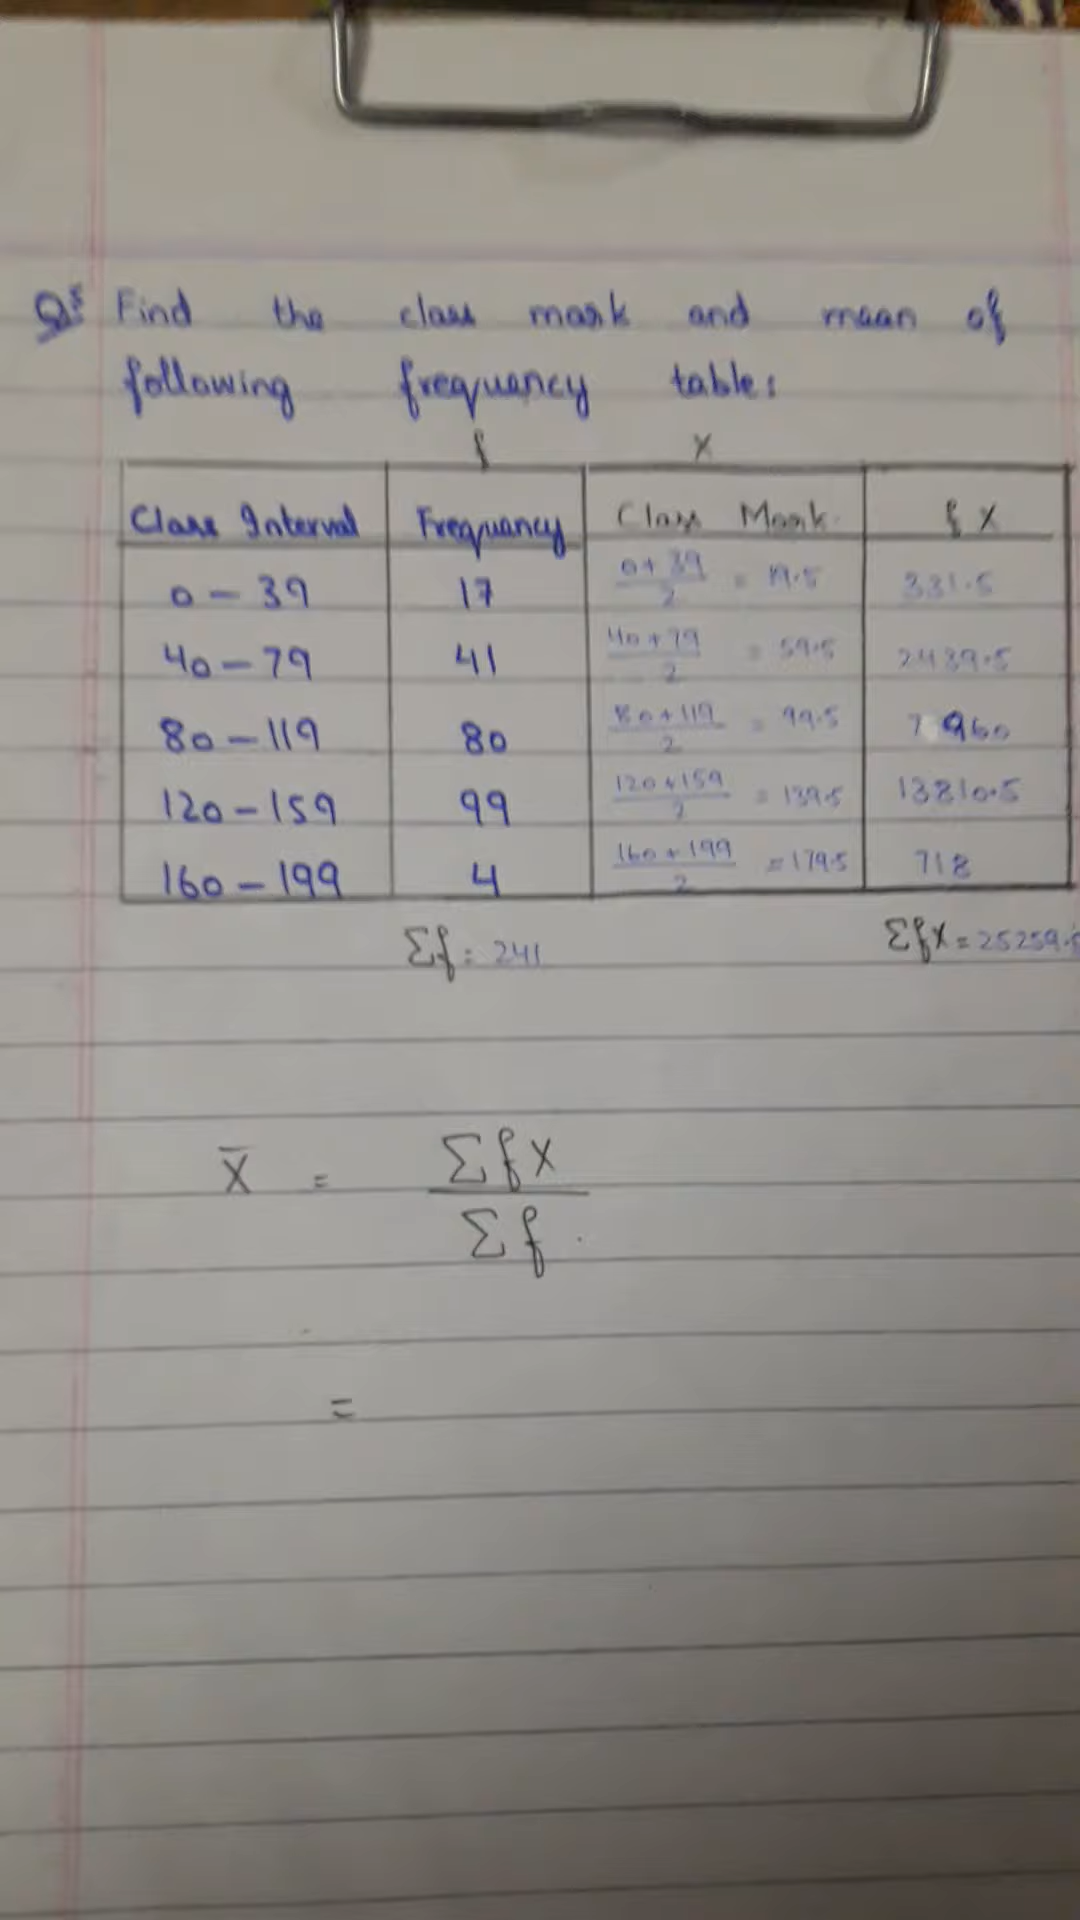 Qs Find the class mark and mean of
following frequency table:
f x
Class Interval Frequency Class Mark f x
0 - 39 17 0+39/2 = 19.5 331.5
40 - 79 41 40+79/2 = 59.5 2439.5
80 - 119 80 80+119/2 = 99.5 7960
120 - 159 99 120+159/2 = 139.5 13810.5
160 - 199 4 160+199/2 = 179.5 718
Σf = 241 Σfx = 25259.5
x̄ = Σfx/Σf
=